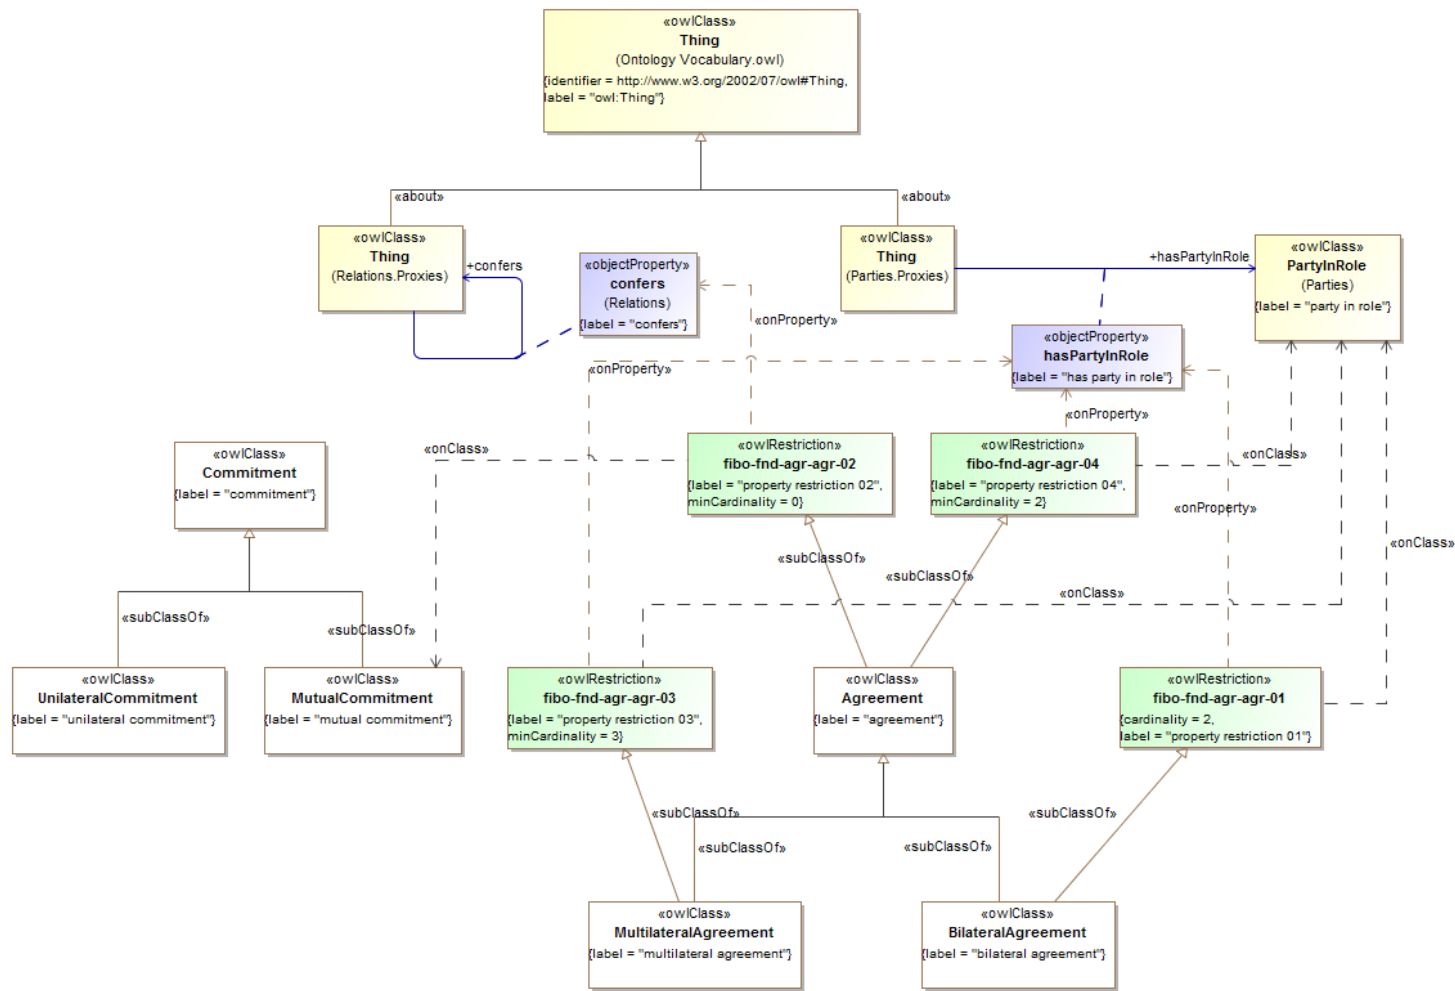 «owlClass»
Thing
(Ontology Vocabulary.owl)
{identifier = http://www.w3.org/2002/07/owl#Thing,
label = "owl:Thing"}
«about»
«about»
«owlClass»
Thing
(Relations.Proxies)
+confers
«objectProperty»
confers
(Relations)
{label = "confers"}
«owlClass»
Thing
(Parties.Proxies)
+hasPartyInRole
«owlClass»
PartyInRole
(Parties)
{label = "party in role"}
«onProperty»
«objectProperty»
hasPartyInRole
{label = "has party in role"}
«onProperty»
«onProperty»
«owlClass»
Commitment
{label = "commitment"}
«onClass»
«owlRestriction»
fibo-fnd-agr-agr-02
{label = "property restriction 02",
minCardinality = 0}
«owlRestriction»
fibo-fnd-agr-agr-04
{label = "property restriction 04",
minCardinality = 2}
«onClass»
«onProperty»
«onClass»
«subClassOf»
«subClassOf»
«onClass»
«subClassOf»
«subClassOf»
«owlClass»
UnilateralCommitment
{label = "unilateral commitment"}
«owlClass»
MutualCommitment
{label = "mutual commitment"}
«owlRestriction»
fibo-fnd-agr-agr-03
{label = "property restriction 03",
minCardinality = 3}
«owlClass»
Agreement
{label = "agreement"}
«owlRestriction»
fibo-fnd-agr-agr-01
{cardinality = 2,
label = "property restriction 01"}
«subClassOf»
«subClassOf»
«subClassOf»
«subClassOf»
«owlClass»
MultilateralAgreement
{label = "multilateral agreement"}
«owlClass»
BilateralAgreement
{label = "bilateral agreement"}